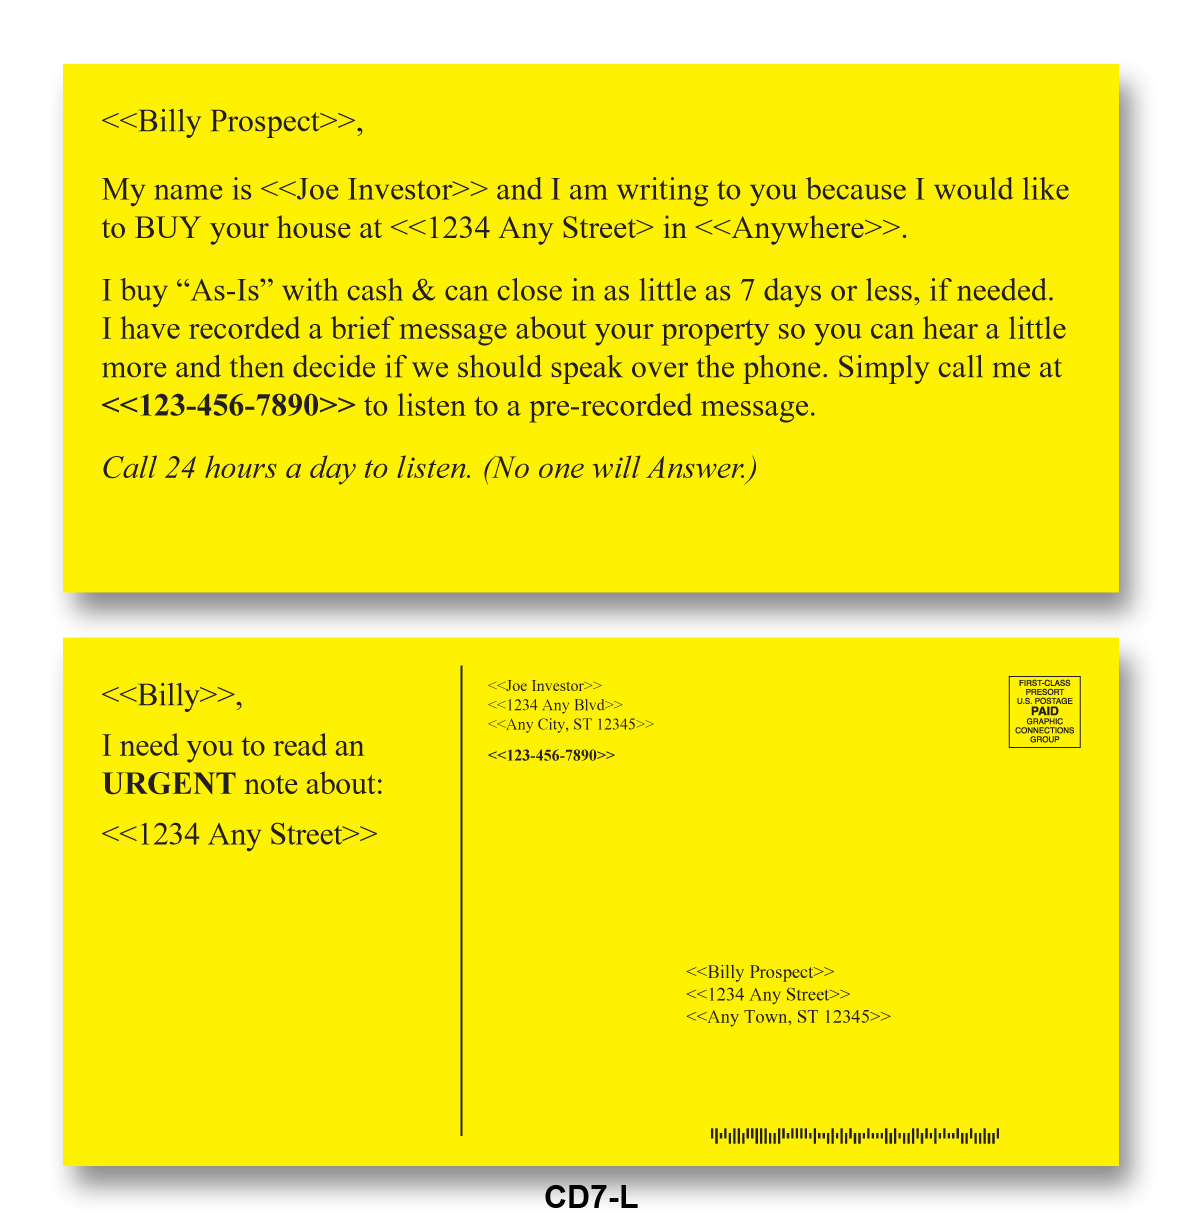 <<Billy Prospect>>,
My name is <<Joe Investor>> and I am writing to you because I would like
to BUY your house at <<1234 Any Street> in <<Anywhere>>.
I buy “As-Is” with cash & can close in as little as 7 days or less, if needed.
I have recorded a brief message about your property so you can hear a little
more and then decide if we should speak over the phone. Simply call me at
<<123-456-7890>> to listen to a pre-recorded message.
Call 24 hours a day to listen. (No one will Answer.)
<<Billy>>,
I need you to read an
URGENT note about:
<<1234 Any Street>>
<<Joe Investor>>
<<1234 Any Blvd>>
<<Any City, ST 12345>>
<<123-456-7890>>
FIRST-CLASS
PRESORT
U.S. POSTAGE
PAID
GRAPHIC
CONNECTIONS
GROUP
<<Billy Prospect>>
<<1234 Any Street>>
<<Any Town, ST 12345>>
CD7-L